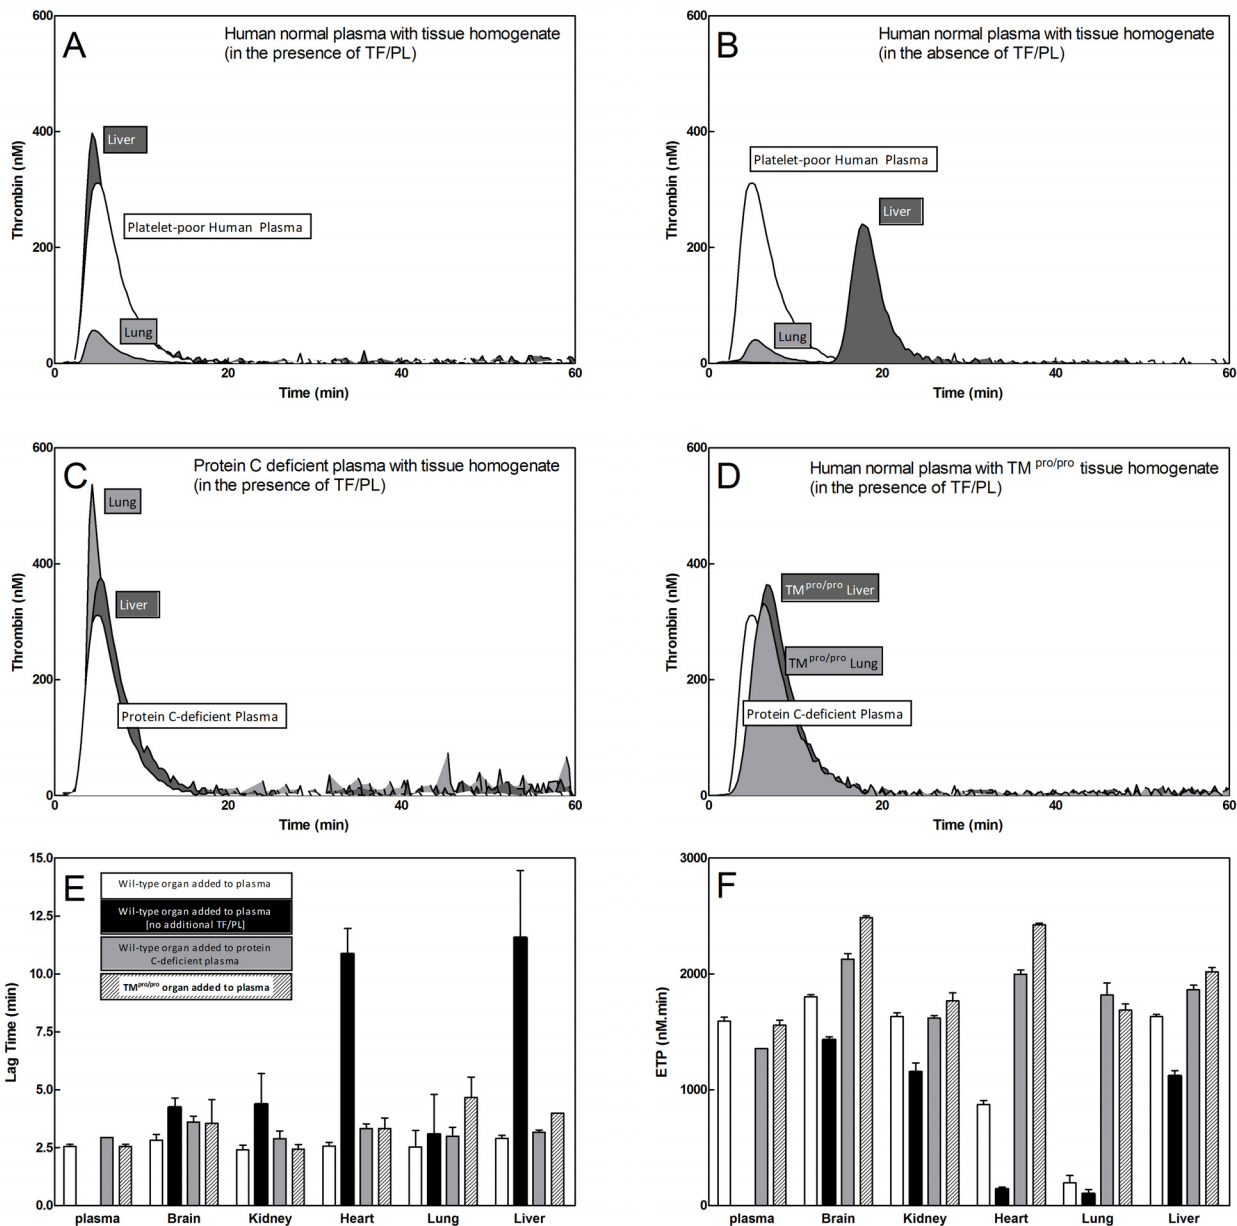 A
Human normal plasma with tissue homogenate
(in the presence of TF/PL)
600
400
200
0
Thrombin (nM)
Liver
Platelet-poor Human Plasma
Lung
0
20
40
60
Time (min)
B
Human normal plasma with tissue homogenate
(in the absence of TF/PL)
600
400
200
0
Thrombin (nM)
Platelet-poor Human Plasma
Liver
Lung
0
20
40
60
Time (min)
C
Protein C deficient plasma with tissue homogenate
(in the presence of TF/PL)
600
400
200
0
Thrombin (nM)
Lung
Liver
Protein C-deficient Plasma
0
20
40
60
Time (min)
D
Human normal plasma with TM pro/pro tissue homogenate
(in the presence of TF/PL)
600
400
200
0
Thrombin (nM)
TM pro/pro Liver
TM pro/pro Lung
Protein C-deficient Plasma
0
20
40
60
Time (min)
E
15.0
12.5
10.0
7.5
5.0
2.5
0.0
Lag Time (min)
Wil-type organ added to plasma
Wil-type organ added to plasma
[no additional TF/PL]
Wil-type organ added to protein
C-deficient plasma
TMpro/pro organ added to plasma
plasma
Brain
Kidney
Heart
Lung
Liver
F
3000
2000
1000
0
ETP (nM.min)
plasma
Brain
Kidney
Heart
Lung
Liver